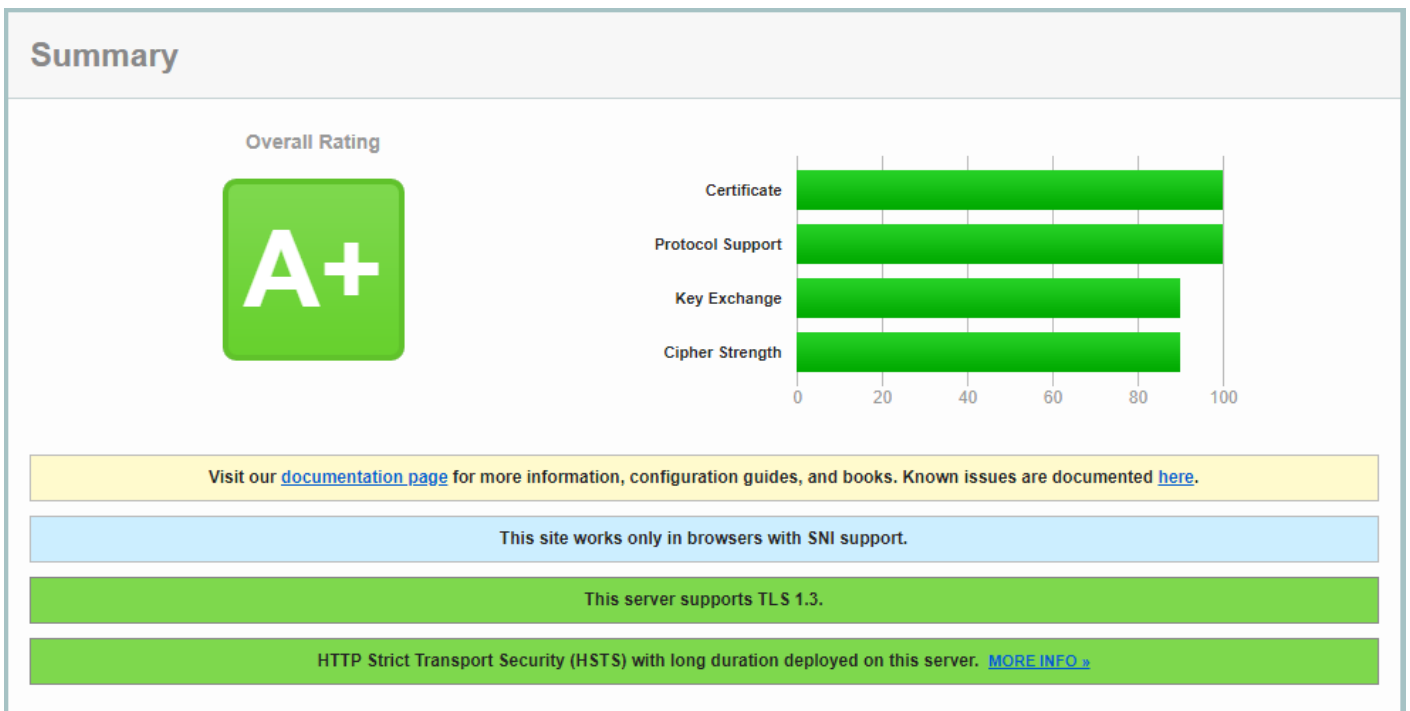 Summary
Overall Rating
A+
Certificate
Protocol Support
Key Exchange
Cipher Strength
0 20 40 60 80 100
Visit our documentation page for more information, configuration guides, and books. Known issues are documented here.
This site works only in browsers with SNI support.
This server supports TLS 1.3.
HTTP Strict Transport Security (HSTS) with long duration deployed on this server. MORE INFO »